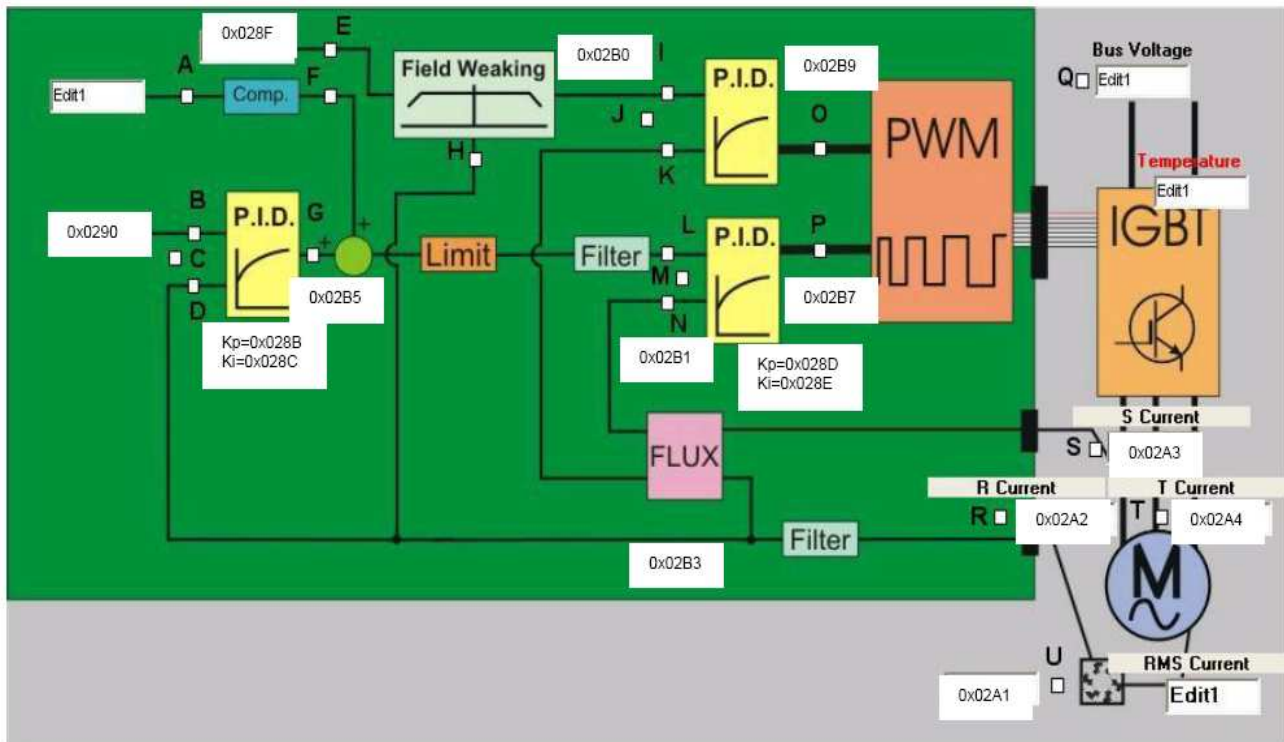 0x028F
E
0x02B0
I
Bus Voltage
A
F
Field Weaking
P.I.D.
0x02B9
Q
Edit1
Edit1
Comp.
J
O
PWM
H
K
Temperature
Edit1
B
P.I.D.
G
+
L
P.I.D.
P
IGBT
0x0290
+
C
Limit
Filter
M
D
0x02B5
N
0x02B7
Kp=0x028B
Ki=0x028C
0x02B1
Kp=0x028D
Ki=0x028E
S Current
FLUX
S
0x02A3
R Current
T Current
R
0x02A2
T
0x02A4
Filter
0x02B3
M
U
RMS Current
0x02A1
Edit1